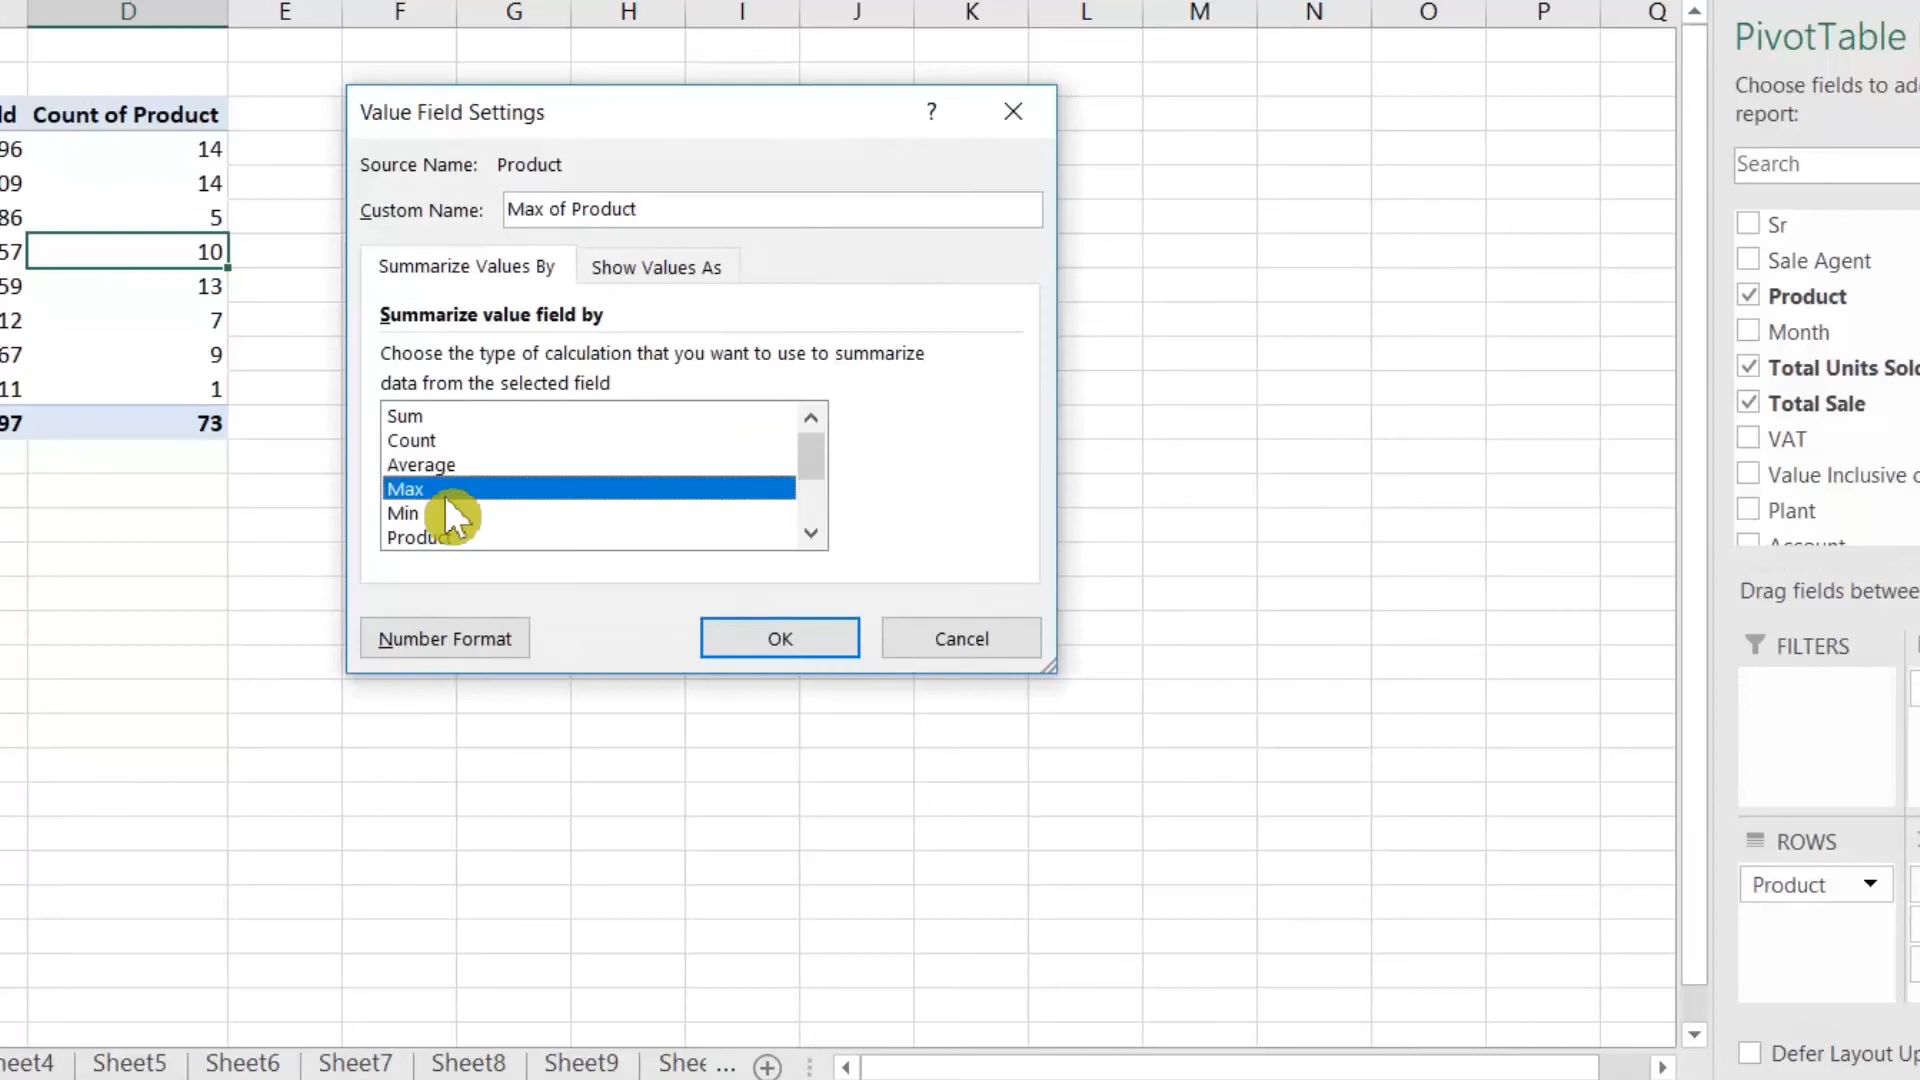 D E F G H I J K L M N O P Q
ld Count of Product
96 14
09 14
86 5
57 10
59 13
12 7
67 9
11 1
97 73
Value Field Settings ?
Source Name: Product
Custom Name: Max of Product
Summarize Values By Show Values As
Summarize value field by
Choose the type of calculation that you want to use to summarize
data from the selected field
Sum
Count
Average
Max
Min
Product
Number Format OK Cancel
PivotTable
Choose fields to ad
report:
Search
Sr
Sale Agent
Product
Month
Total Units Sold
Total Sale
VAT
Value Inclusive o
Plant
Account
Drag fields betwee
FILTERS
ROWS
Product
Defer Layout Up
heet4 Sheet5 Sheet6 Sheet7 Sheet8 Sheet9 Shee ...